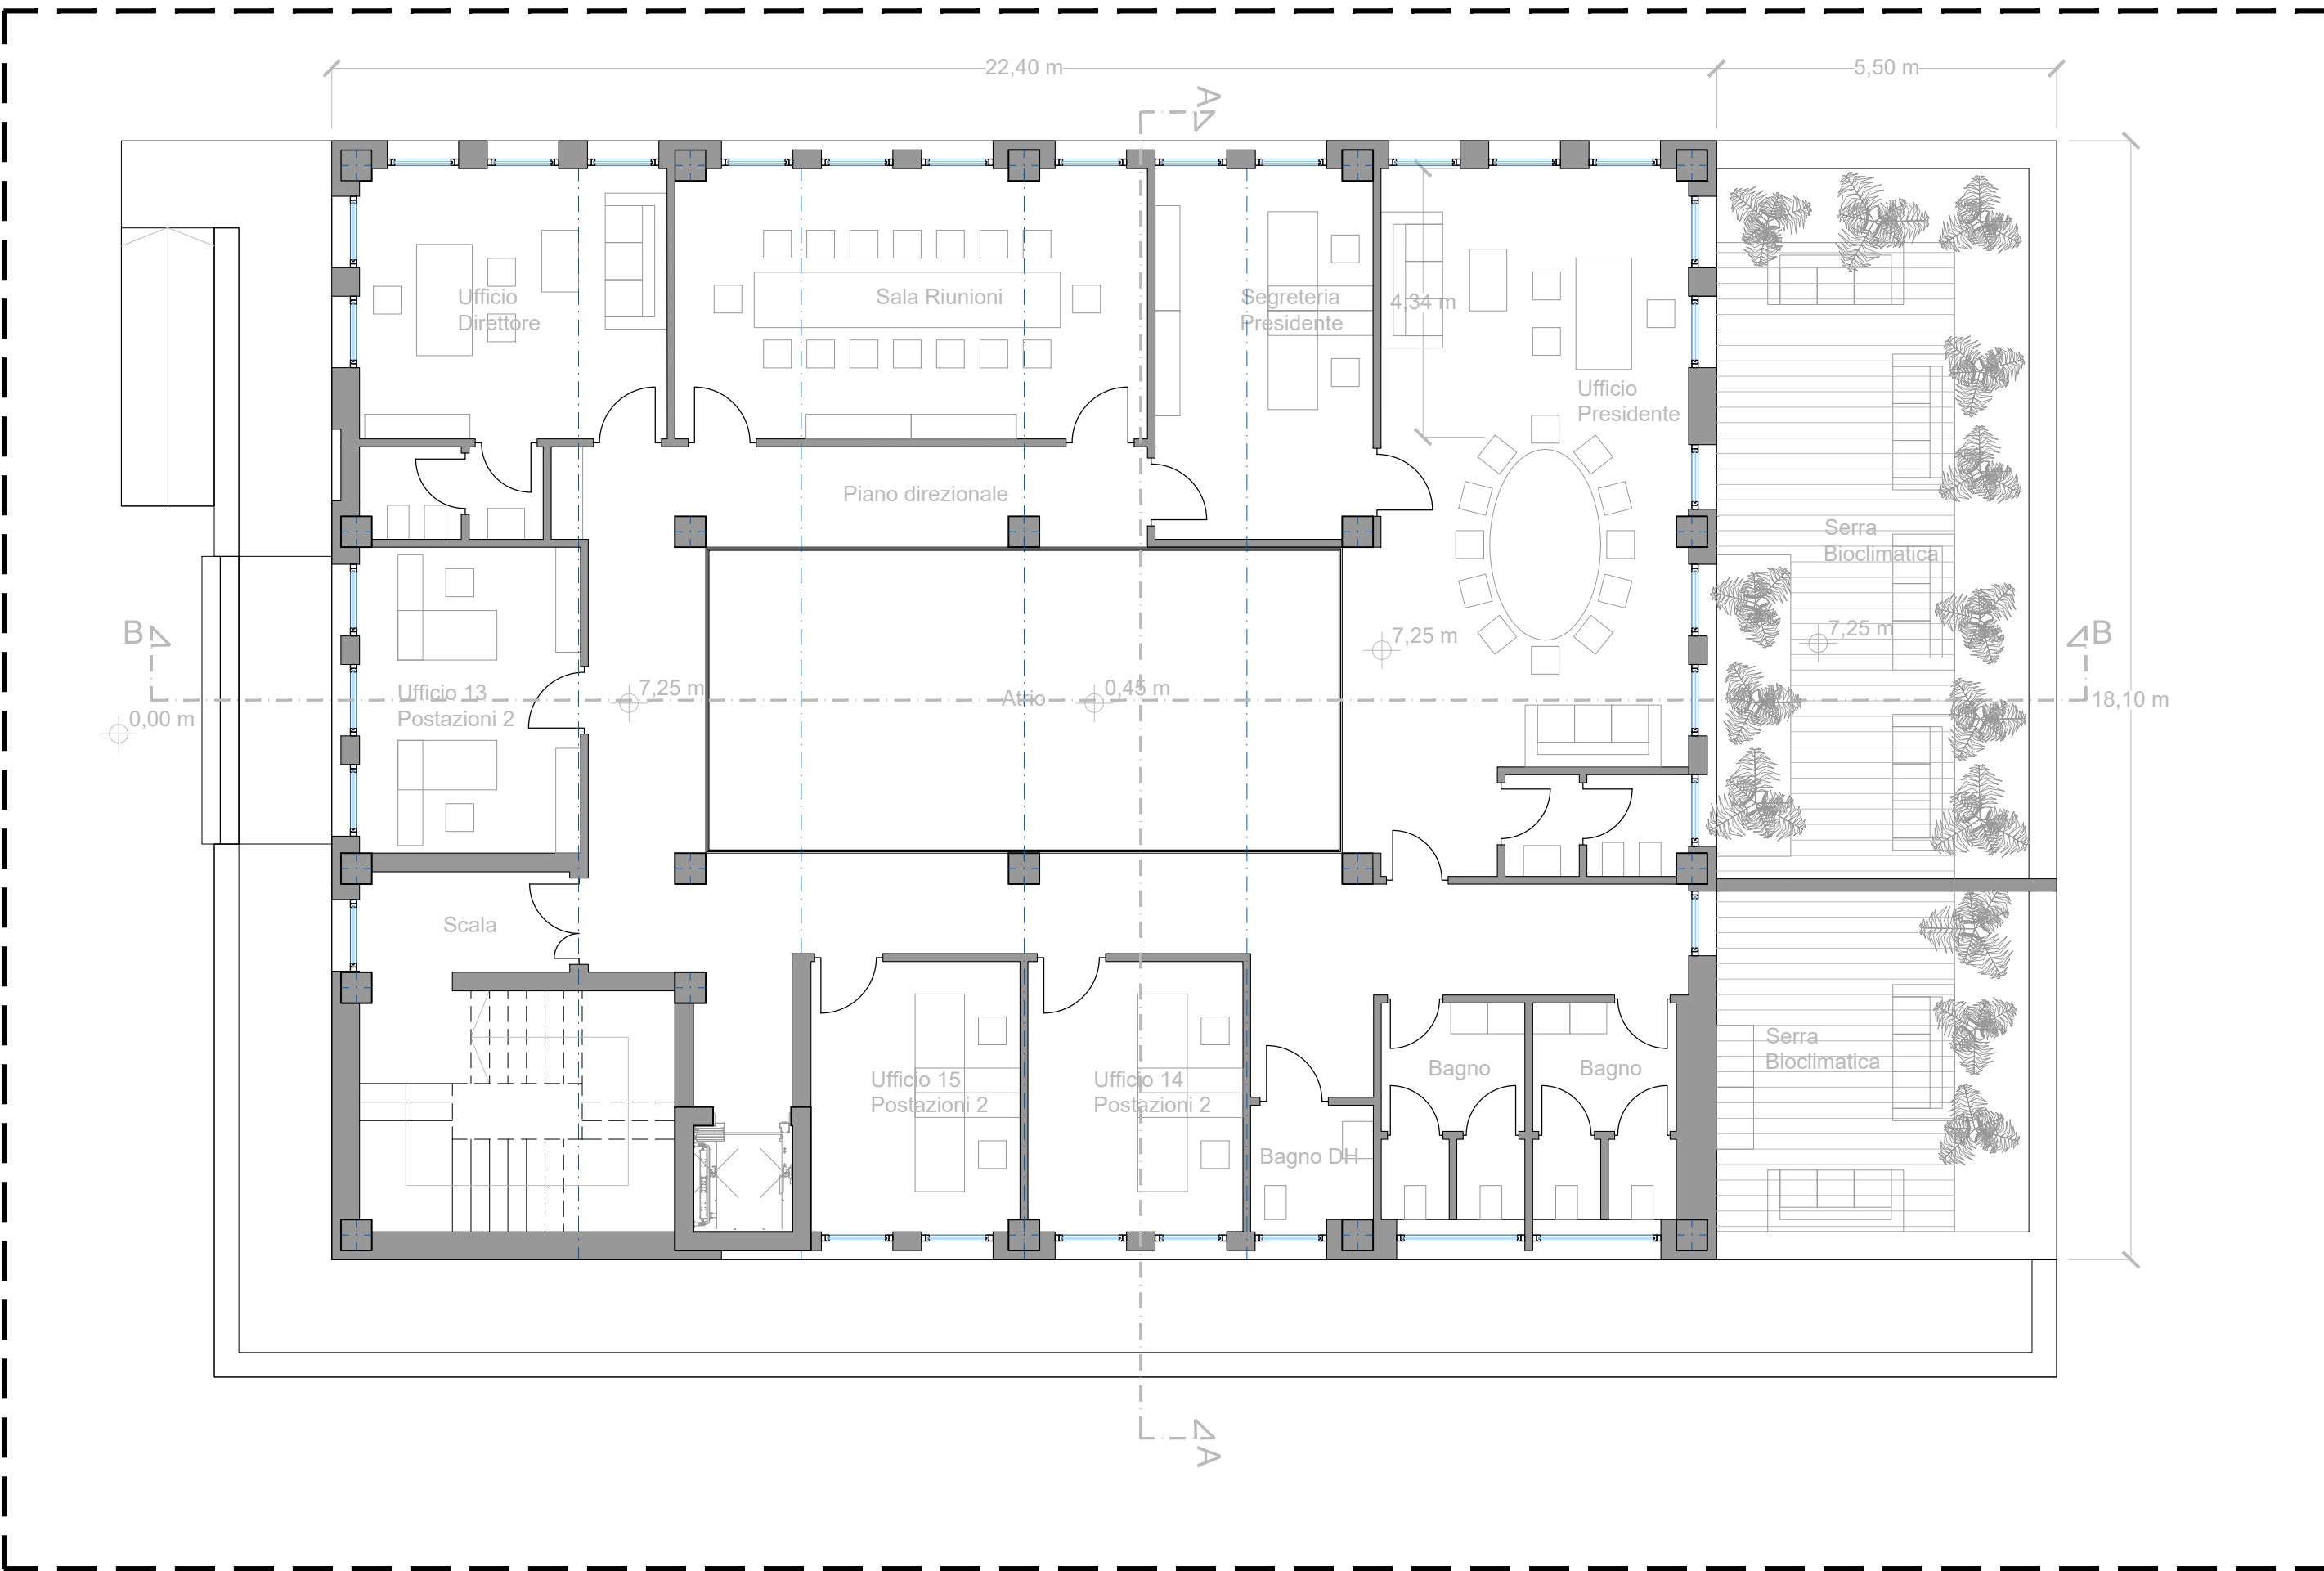 22,40 m
5,50 m
A
Ufficio
Direttore
Sala Riunioni
Segreteria
Presidente
4,34 m
Ufficio
Presidente
Piano direzionale
Serra
Bioclimatica
B
7,25 m
7,25 m
B
Ufficio 13
Postazioni 2
7,25 m
Atrio
0,45 m
18,10 m
0,00 m
Scala
Serra
Bioclimatica
Bagno
Bagno
Ufficio 15
Postazioni 2
Ufficio 14
Postazioni 2
Bagno DH
A